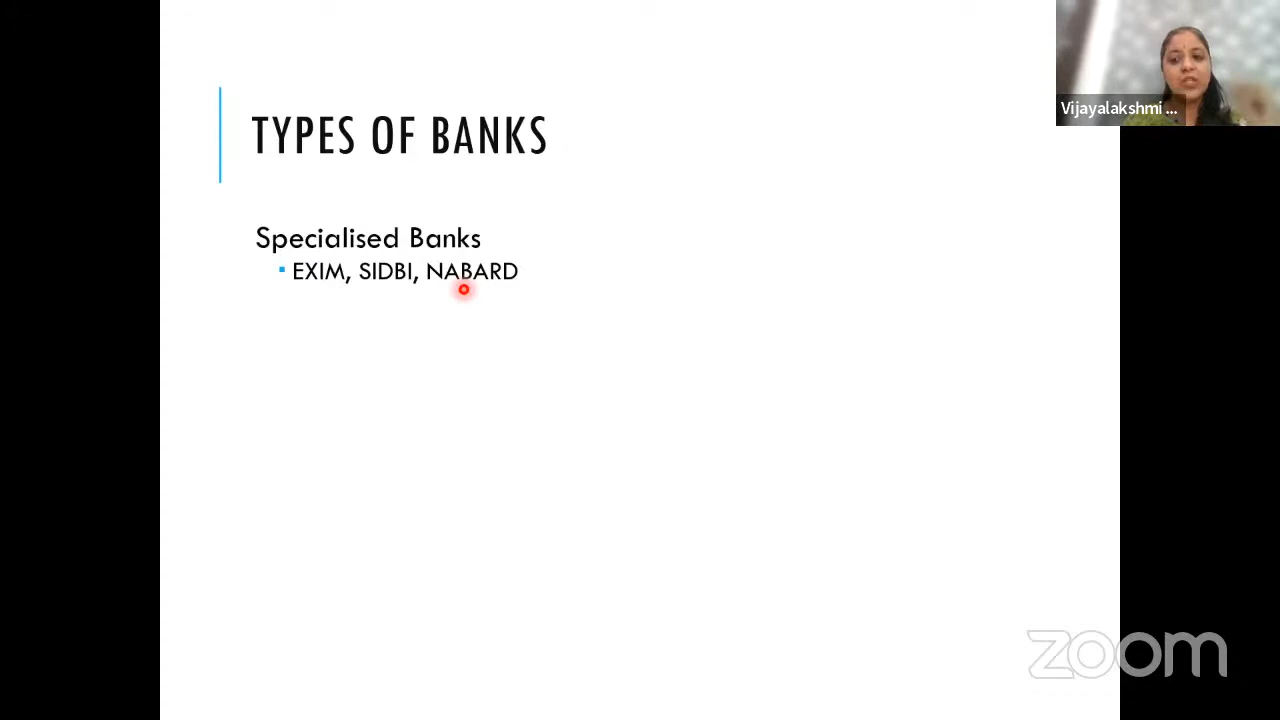 Vijayalakshmi ...
TYPES OF BANKS
Specialised Banks
▪ EXIM, SIDBI, NABARD
zoom